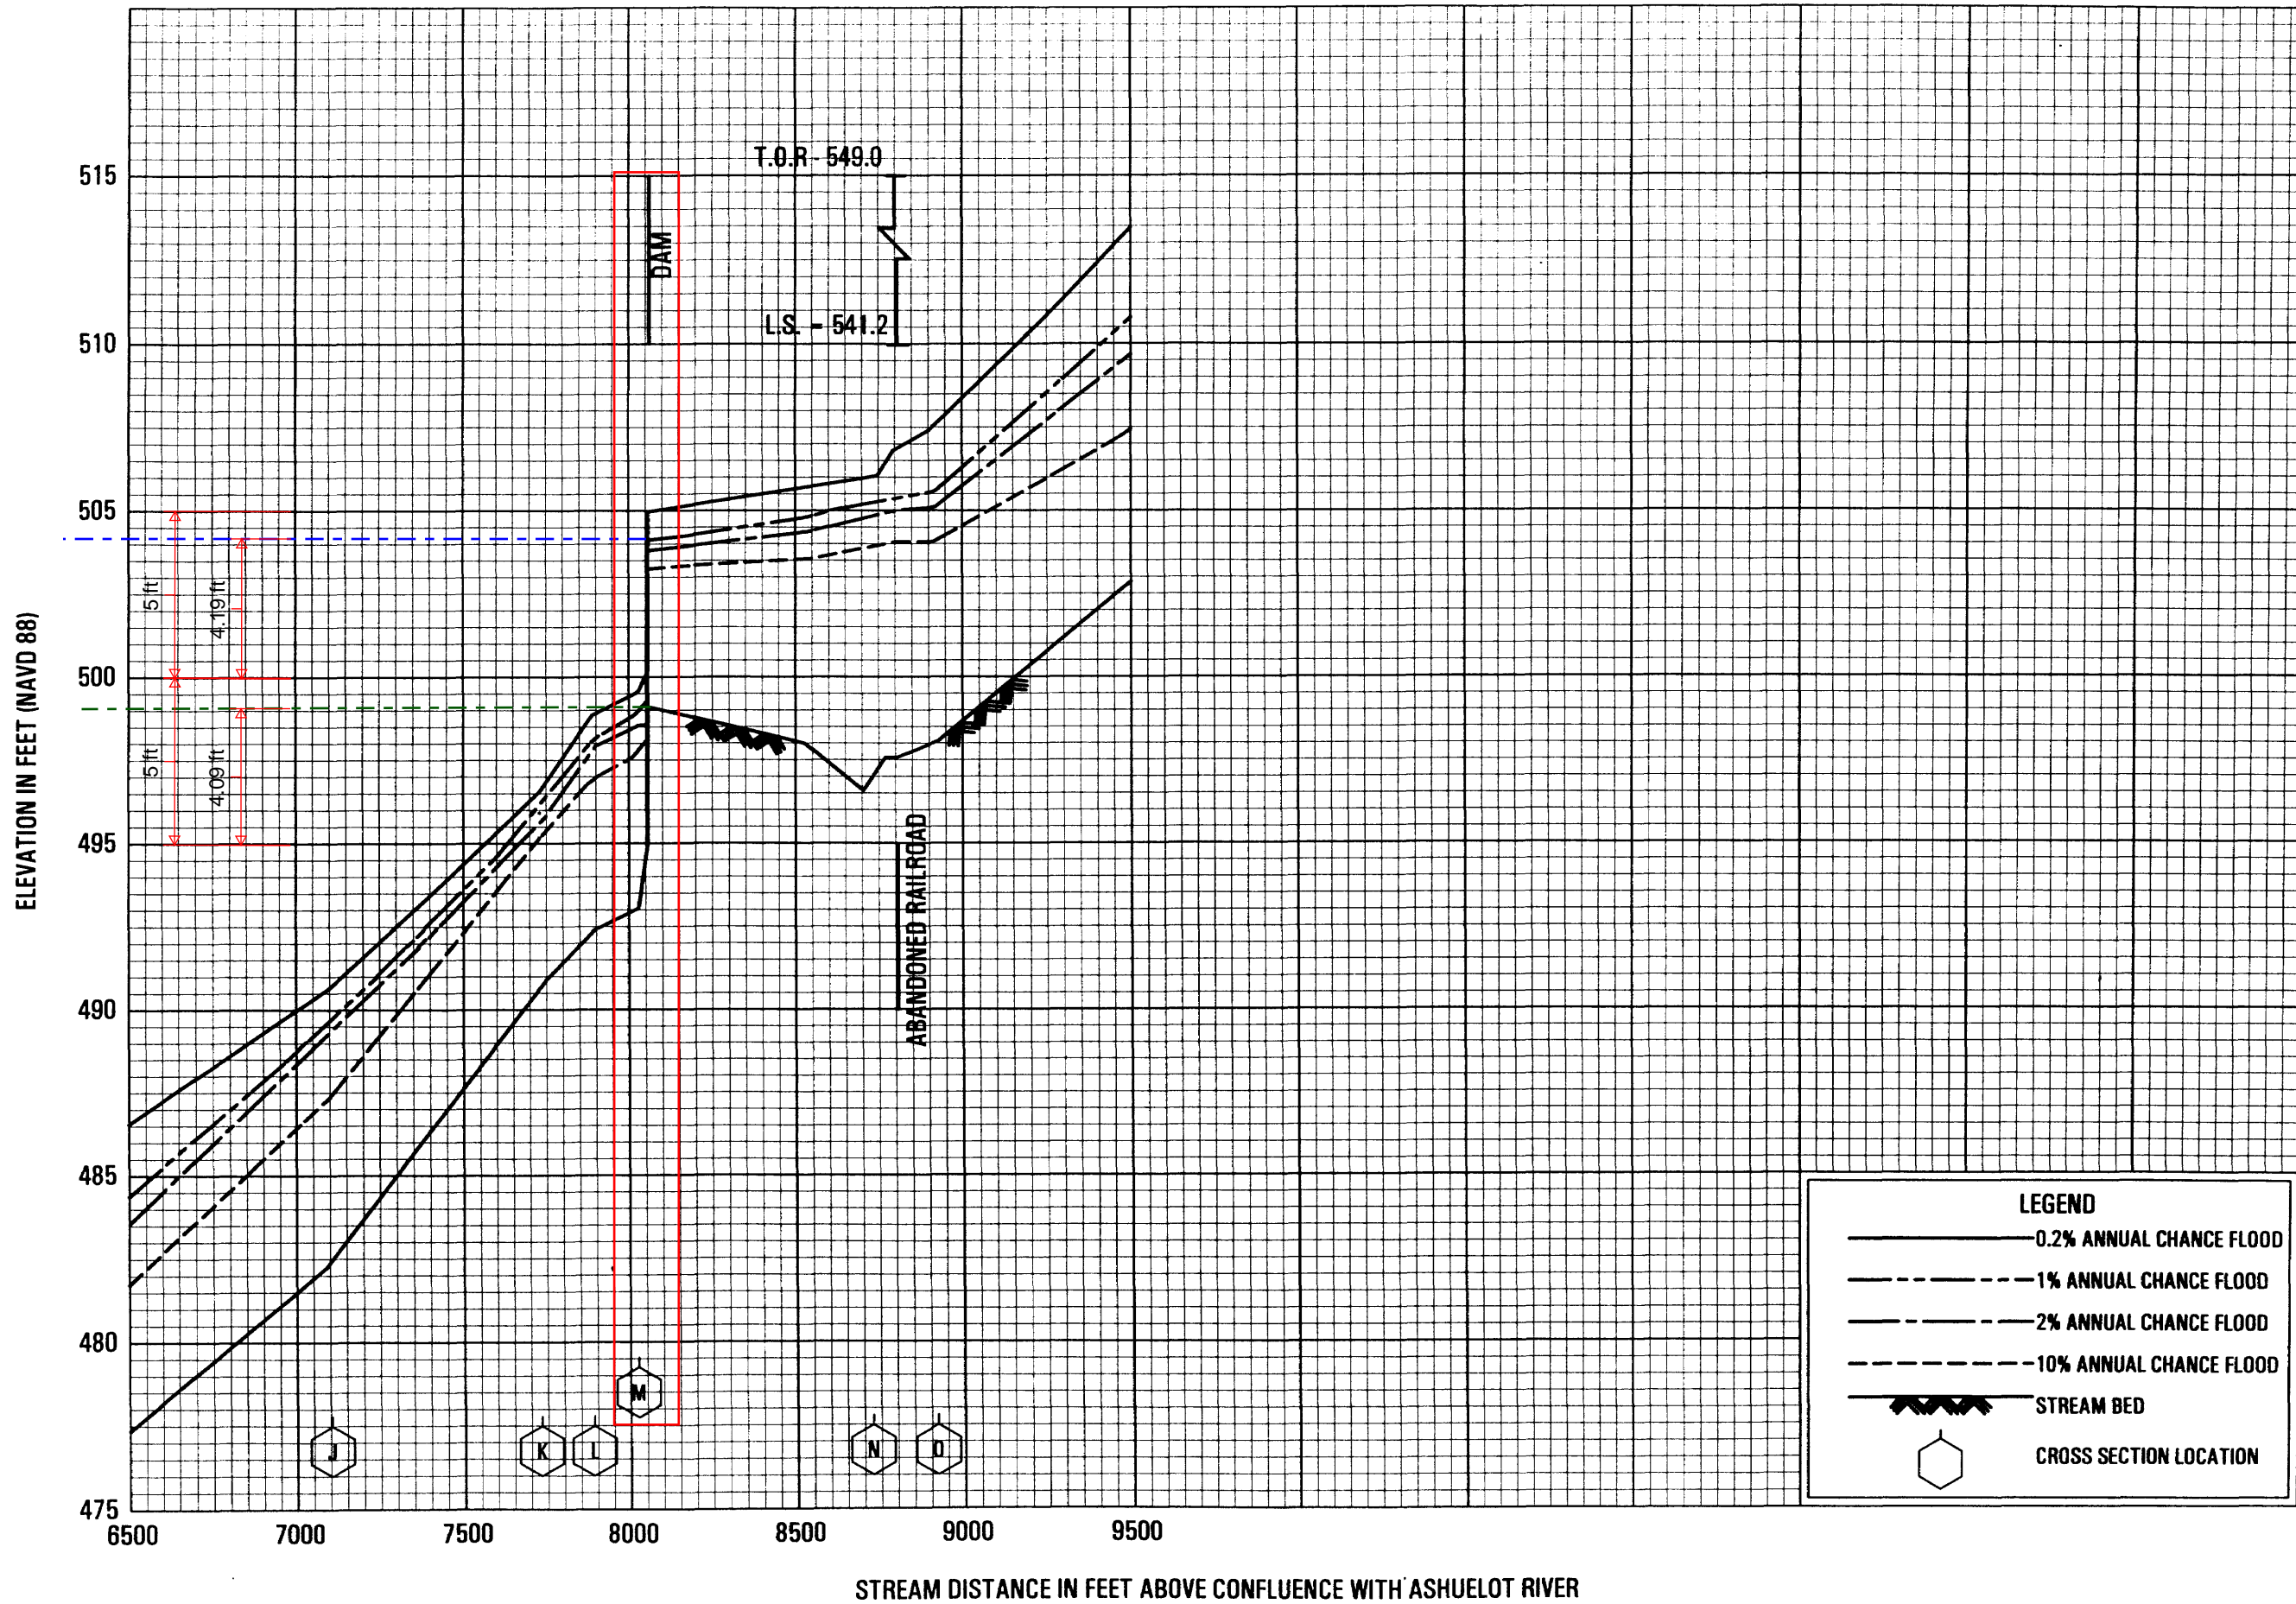 T.O.R - 549.0
515
DAM
L.S. - 541.2
510
505
5 ft
4.19 ft
500
ELEVATION IN FEET (NAVD 88)
5 ft
4.09 ft
495
ABANDONED RAILROAD
490
485
480
475
M
J
K
L
N
O
6500
7000
7500
8000
8500
9000
9500
STREAM DISTANCE IN FEET ABOVE CONFLUENCE WITH ASHUELOT RIVER
LEGEND
0.2% ANNUAL CHANCE FLOOD
1% ANNUAL CHANCE FLOOD
2% ANNUAL CHANCE FLOOD
10% ANNUAL CHANCE FLOOD
STREAM BED
CROSS SECTION LOCATION